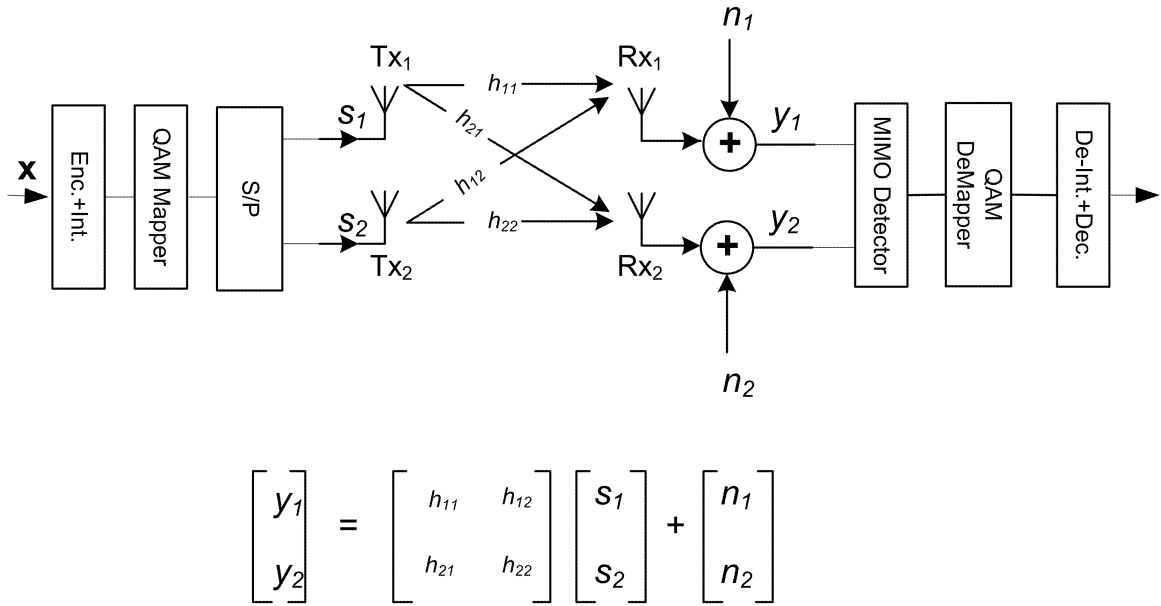 n1
Tx1
Rx1
h11
s1
h21
y1
x
Enc.+Int.
QAM Mapper
S/P
+
MIMO Detector
QAM
DeMapper
De-Int.+Dec.
h12
s2
h22
y2
+
Tx2
Rx2
n2
[y1] = [h11 h12] [s1] + [n1]
[y2] [h21 h22] [s2] [n2]